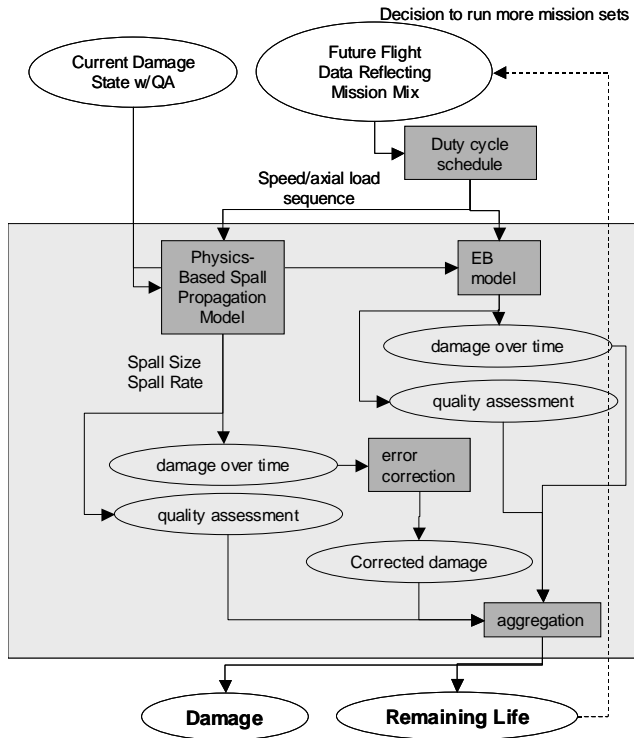 Decision to run more mission sets
Current Damage
State w/QA
Future Flight
Data Reflecting
Mission Mix
Duty cycle
schedule
Speed/axial load
sequence
Physics-
Based Spall
Propagation
Model
EB
model
Spall Size
Spall Rate
damage over time
quality assessment
damage over time
error
correction
quality assessment
Corrected damage
aggregation
Damage
Remaining Life